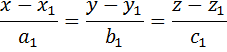 (x - x₁)/a₁ = (y - y₁)/b₁ = (z - z₁)/c₁